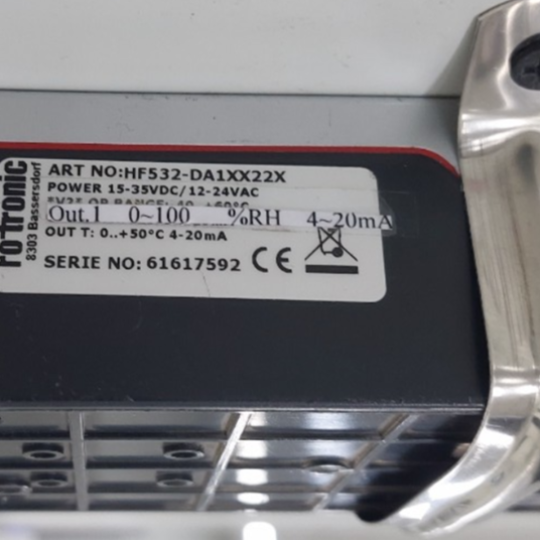 rotronic
8303 Bassersdorf
ART NO:HF532-DA1XX22X
POWER 15-35VDC/12-24VAC
Out.1 0~100 %RH 4~20mA
OUT T: 0..+50°C 4-20mA
SERIE NO: 61617592 CE